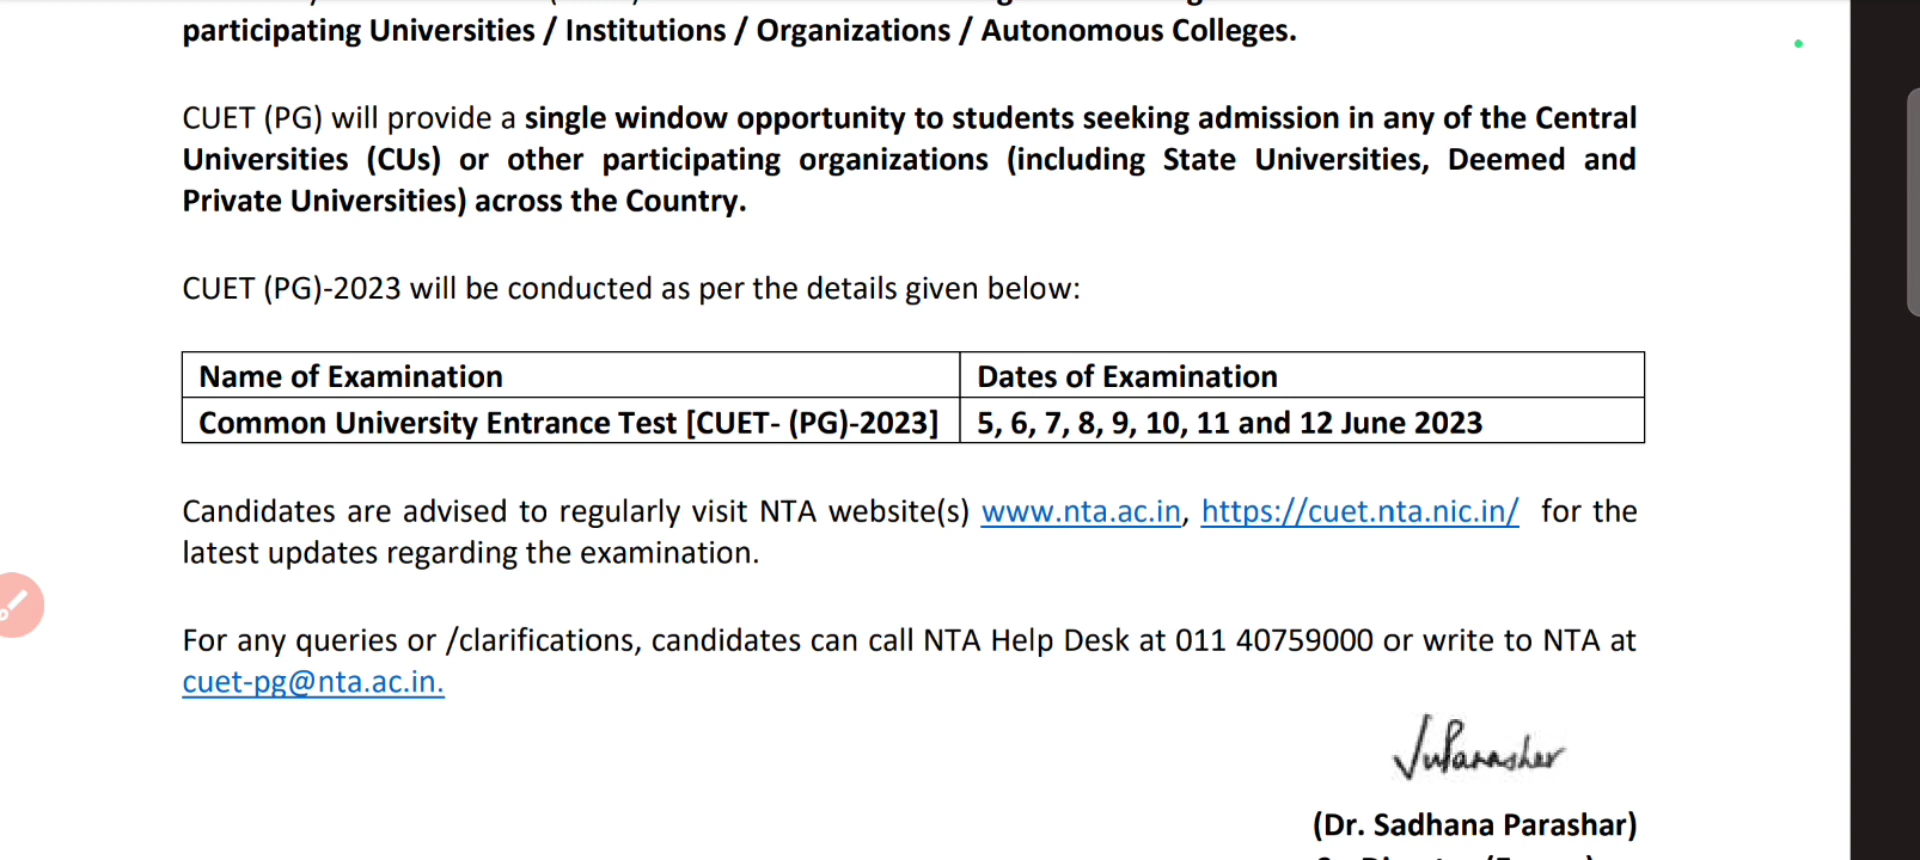 participating Universities / Institutions / Organizations / Autonomous Colleges.
CUET (PG) will provide a single window opportunity to students seeking admission in any of the Central
Universities (CUs) or other participating organizations (including State Universities, Deemed and
Private Universities) across the Country.
CUET (PG)-2023 will be conducted as per the details given below:
Name of Examination Dates of Examination
Common University Entrance Test [CUET- (PG)-2023] 5, 6, 7, 8, 9, 10, 11 and 12 June 2023
Candidates are advised to regularly visit NTA website(s) www.nta.ac.in, https://cuet.nta.nic.in/ for the
latest updates regarding the examination.
For any queries or /clarifications, candidates can call NTA Help Desk at 011 40759000 or write to NTA at
cuet-pg@nta.ac.in.
(Dr. Sadhana Parashar)